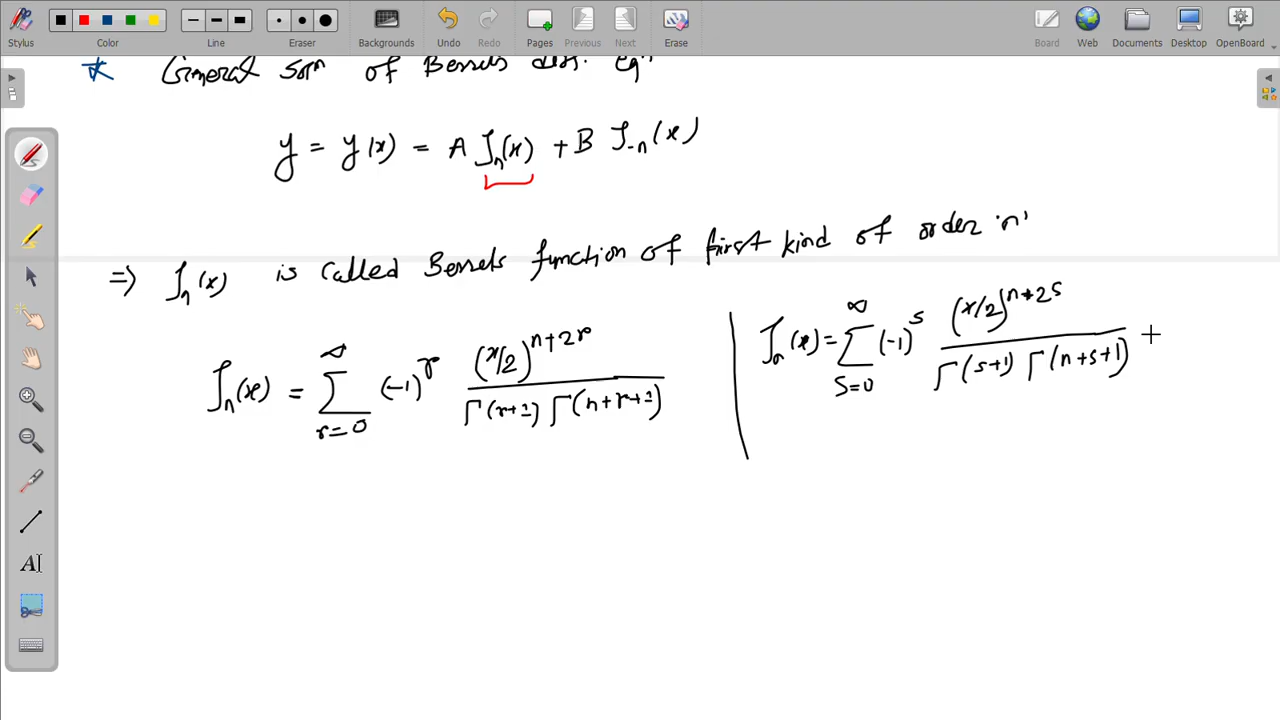 Stylus Color Line Eraser Backgrounds Undo Redo Pages Previous Next Erase Board Web Documents Desktop OpenBoard
* General soln of Bessels diff. Eqn
y = y(x) = A Jn(x) + B J-n(x)
⇒ Jn(x) is called Bessels function of first kind of order 'n'
Jn(x) = ∑_{r=0}^{∞} (-1)^r (x/2)^{n+2r} / Γ(r+1) Γ(n+r+1)
Jn(x) = ∑_{s=0}^{∞} (-1)^s (x/2)^{n+2s} / Γ(s+1) Γ(n+s+1)